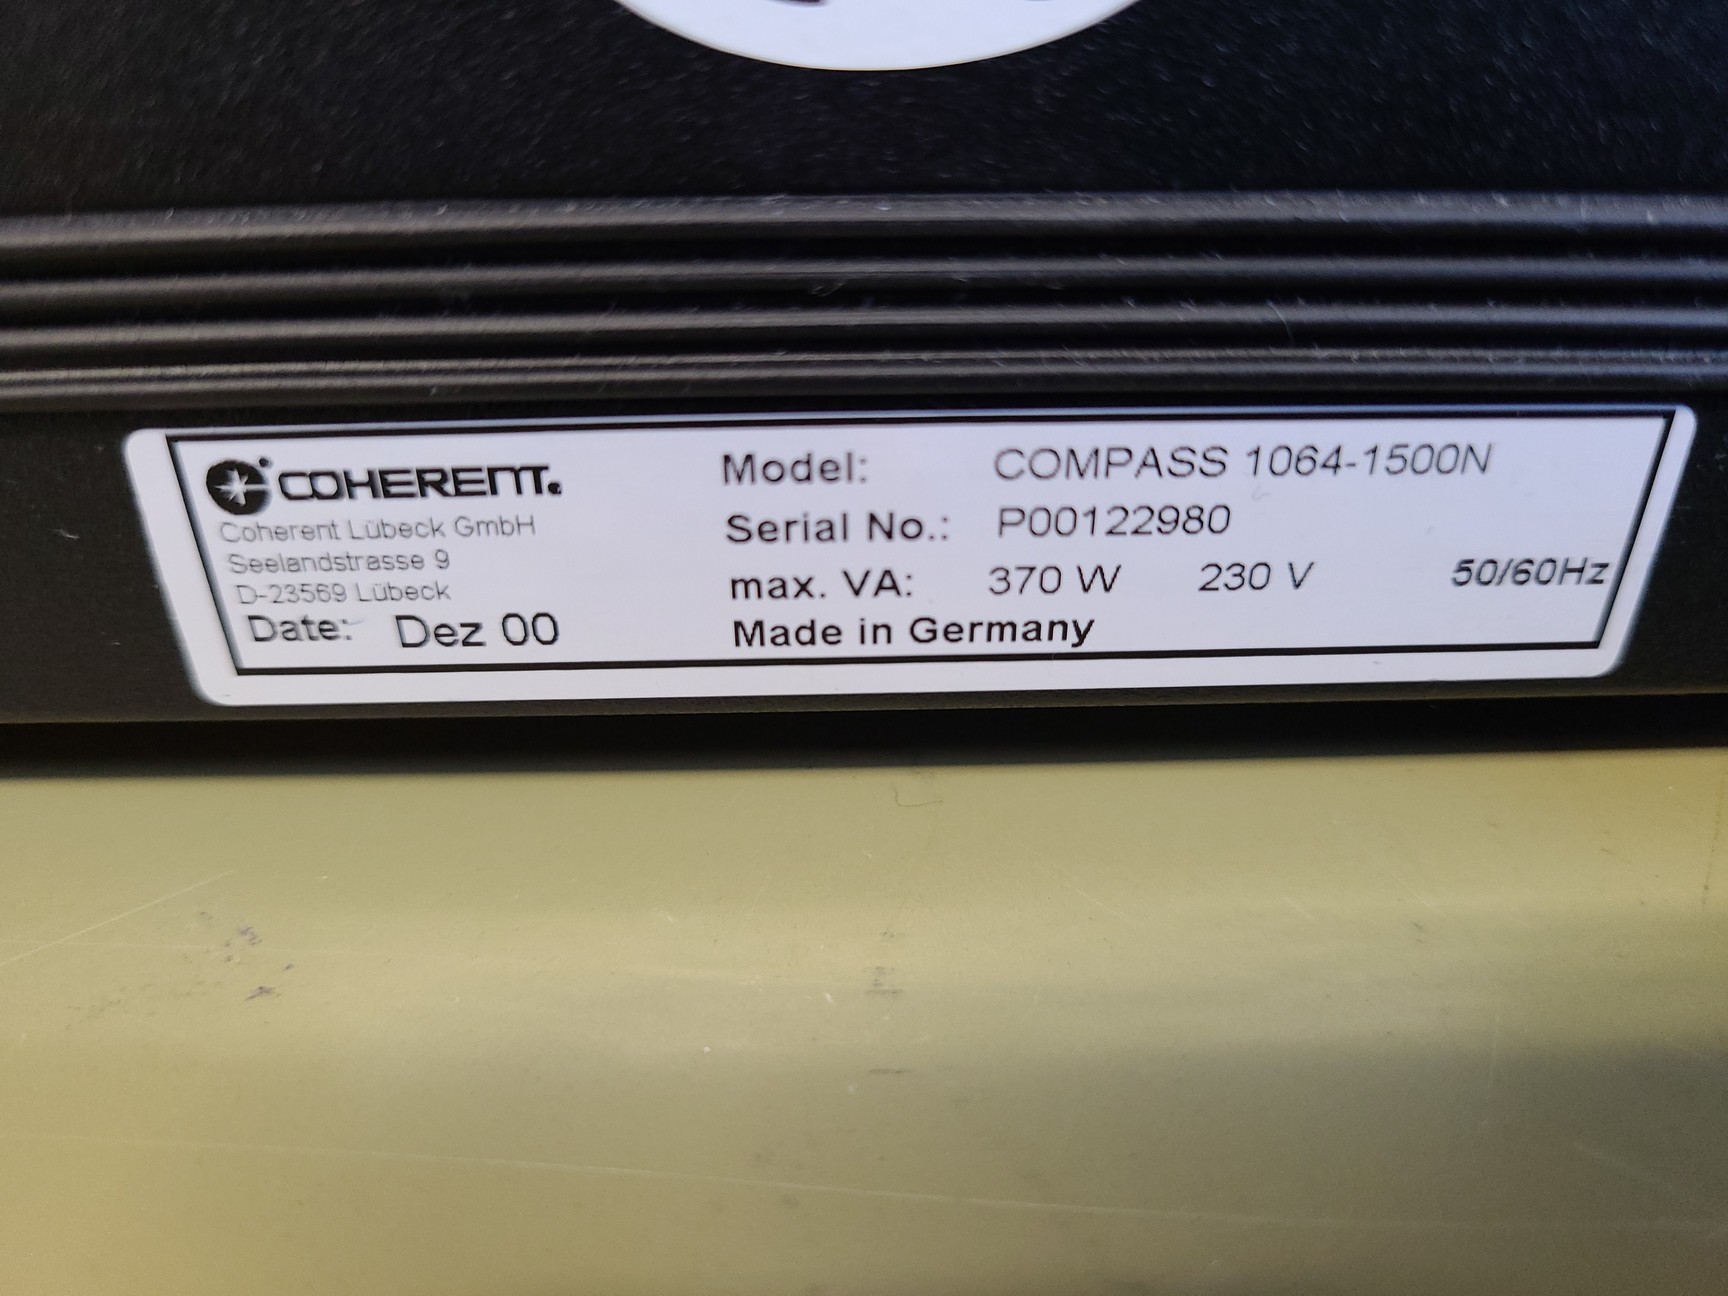 COHERENT.
Coherent Lübeck GmbH
Seelandstrasse 9
D-23569 Lübeck
Date: Dez 00
Model: COMPASS 1064-1500N
Serial No.: P00122980
max. VA: 370 W 230 V 50/60Hz
Made in Germany